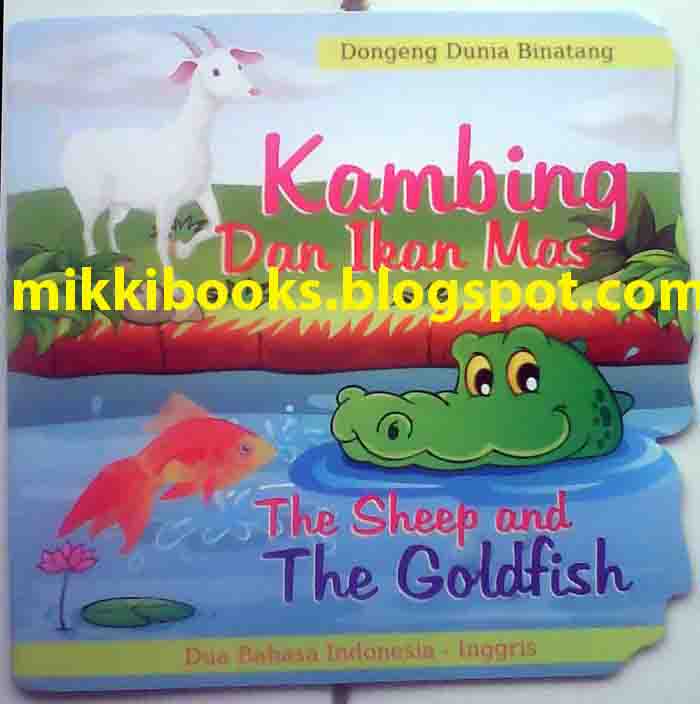 Dongeng Dunia Binatang
Kambing
Dan Ikan Mas
mikkibooks.blogspot.com
The Sheep and
The Goldfish
Dua Bahasa Indonesia - Inggris